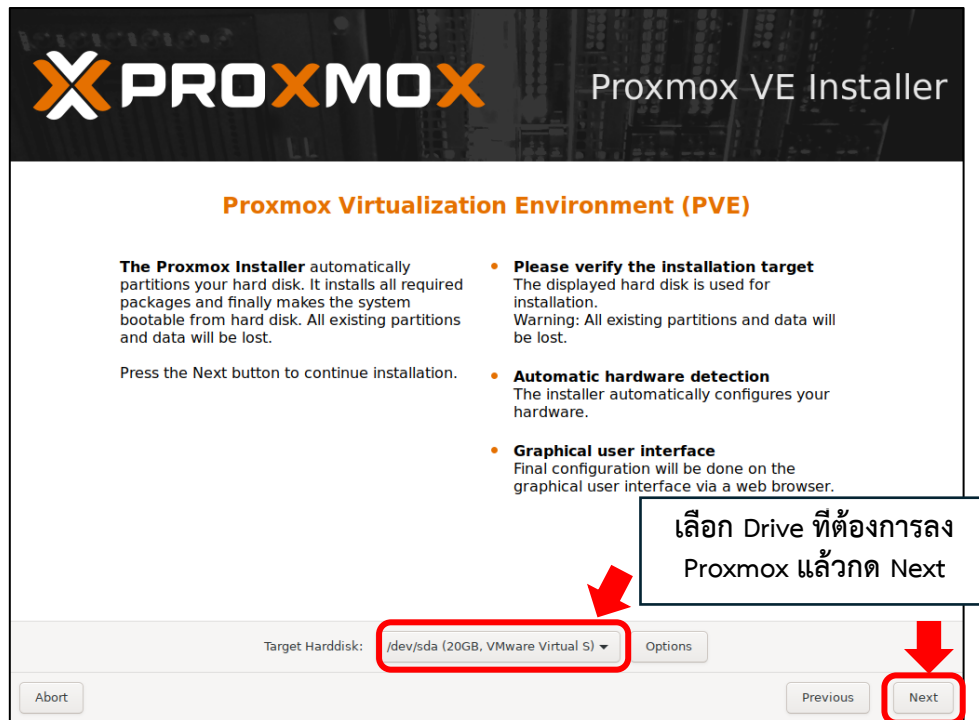 PROXMOX
Proxmox VE Installer
Proxmox Virtualization Environment (PVE)
The Proxmox Installer automatically
partitions your hard disk. It installs all required
packages and finally makes the system
bootable from hard disk. All existing partitions
and data will be lost.
Press the Next button to continue installation.
• Please verify the installation target
The displayed hard disk is used for
installation.
Warning: All existing partitions and data will
be lost.
• Automatic hardware detection
The installer automatically configures your
hardware.
• Graphical user interface
Final configuration will be done on the
graphical user interface via a web browser.
เลือก Drive ที่ต้องการลง
Proxmox แล้วกด Next
Target Harddisk: /dev/sda (20GB, VMware Virtual S) Options
Abort Previous Next